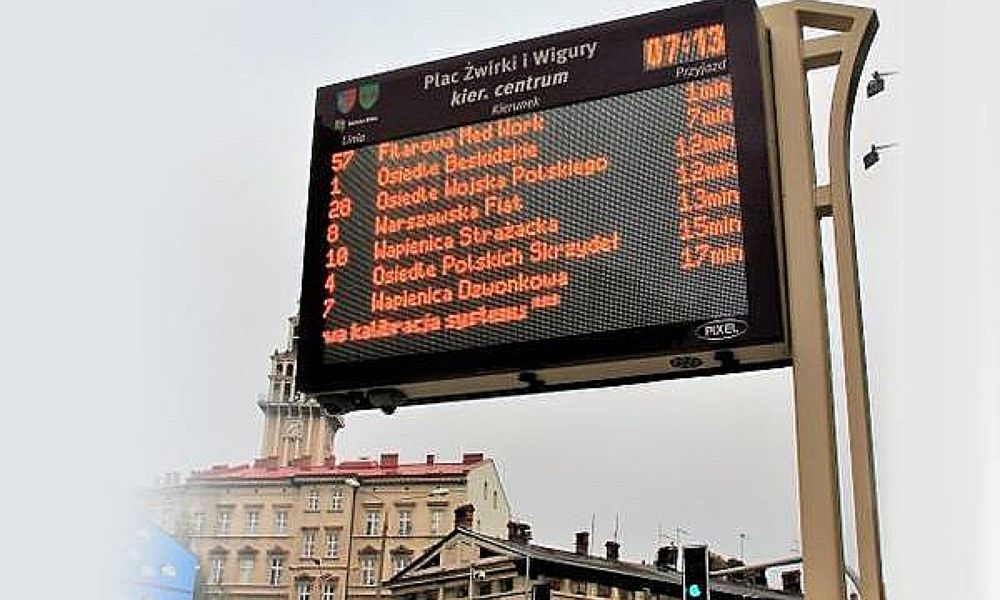 Plac Żwirki i Wigury
07:13
kier. centrum
Linia Kierunek Przyjazd
57 Filarowa Med Work 1min
1 Osiedle Beskidzkie 7min
28 Osiedle Wojska Polskiego 12min
8 Warszawska Fiat 12min
10 Wapienica Strażacka 13min
4 Osiedle Polskich Skrzydeł 15min
7 Wapienica Dzwonkowa 17min
wa kalibracja systemu ***
PIXEL